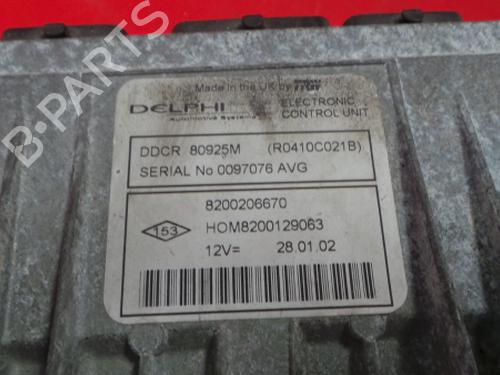 Made in the UK by TRW
DELPHI
Automotive Systems
ELECTRONIC
CONTROL UNIT
DDCR 80925M (R0410C021B)
SERIAL No 0097076 AVG
8200206670
153
HOM8200129063
12V= 28.01.02
B-PARTS